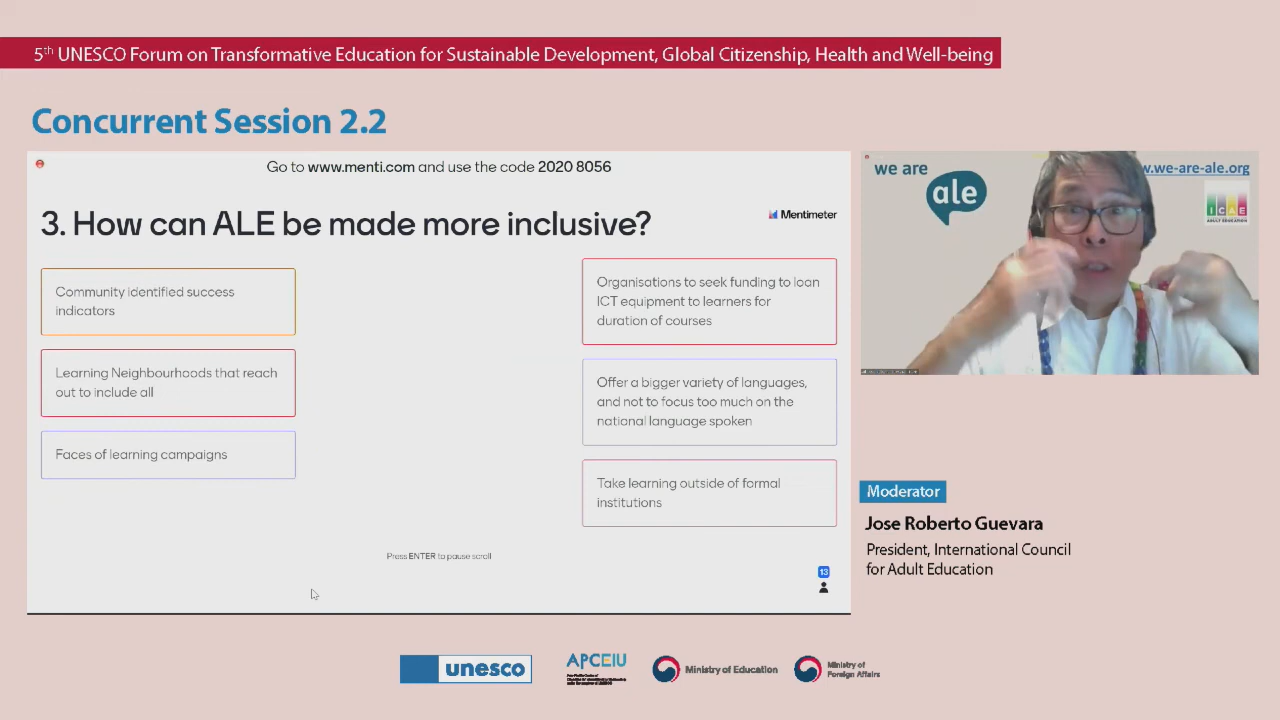 5th UNESCO Forum on Transformative Education for Sustainable Development, Global Citizenship, Health and Well-being
Concurrent Session 2.2
Go to www.menti.com and use the code 2020 8056
3. How can ALE be made more inclusive?
Mentimeter
Community identified success
indicators
Learning Neighbourhoods that reach
out to include all
Faces of learning campaigns
Organisations to seek funding to loan
ICT equipment to learners for
duration of courses
Offer a bigger variety of languages,
and not to focus too much on the
national language spoken
Take learning outside of formal
institutions
Press ENTER to pause scroll
13
we are
ale
w.we-are-ale.org
ICAE
ADULT EDUCATION
Moderator
Jose Roberto Guevara
President, International Council
for Adult Education
unesco
APCEIU
Ministry of Education
Ministry of
Foreign Affairs